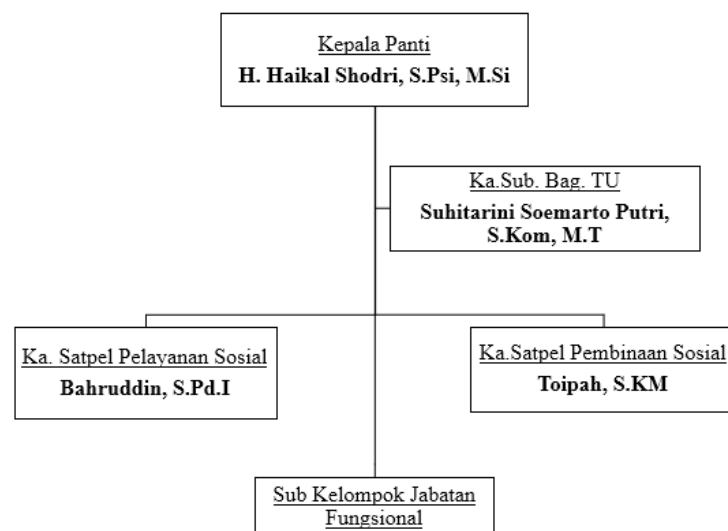 Kepala Panti
H. Haikal Shodri, S.Psi, M.Si
Ka.Sub. Bag. TU
Suhitarini Soemarto Putri,
S.Kom, M.T
Ka. Satpel Pelayanan Sosial
Bahruddin, S.Pd.I
Ka.Satpel Pembinaan Sosial
Toipah, S.KM
Sub Kelompok Jabatan
Fungsional